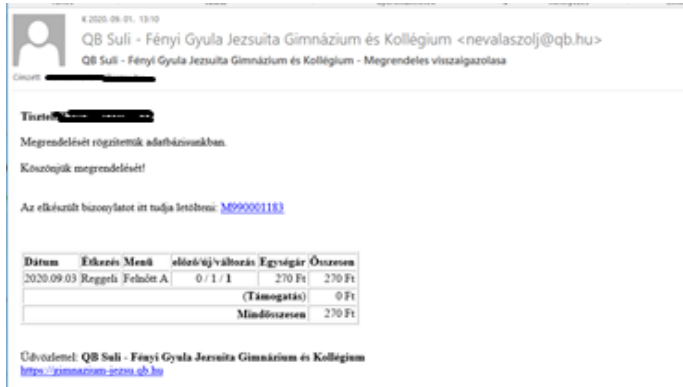 K 2020. 09. 01. 13:10
QB Suli - Fényi Gyula Jezsuita Gimnázium és Kollégium <nevalaszolj@qb.hu>
QB Suli - Fényi Gyula Jezsuita Gimnázium és Kollégium - Megrendeles visszaigazolasa
Címzett
Megrendelését rögzítettük adatbázisunkban.
Köszönjük megrendelését!
Az elkészült bizonylatot itt tudja letölteni: M990001183
Dátum Étkezés Menü előző/új/változás Egységár Összesen
2020.09.03 Reggeli Felnőtt A 0 / 1 / 1 270 Ft 270 Ft
(Támogatás) 0 Ft
Mindösszesen 270 Ft
Üdvözlettel: QB Suli - Fényi Gyula Jezsuita Gimnázium és Kollégium
https://gimnazium-jezsu.qb.hu